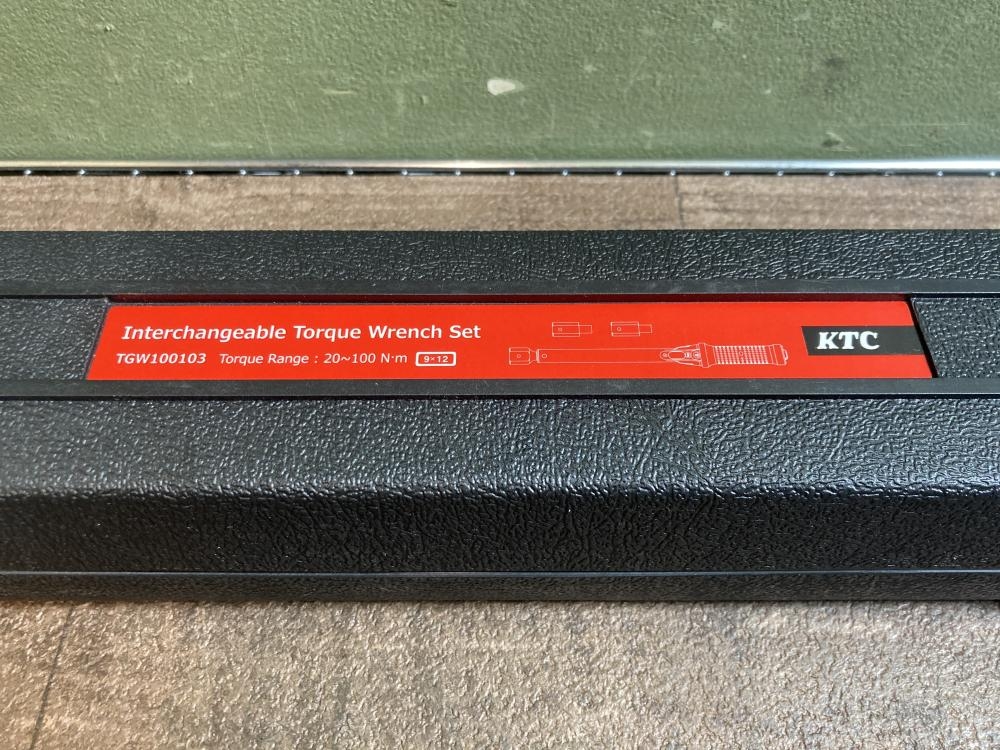 Interchangeable Torque Wrench Set
TGW100103 Torque Range : 20~100 N·m 9×12
KTC